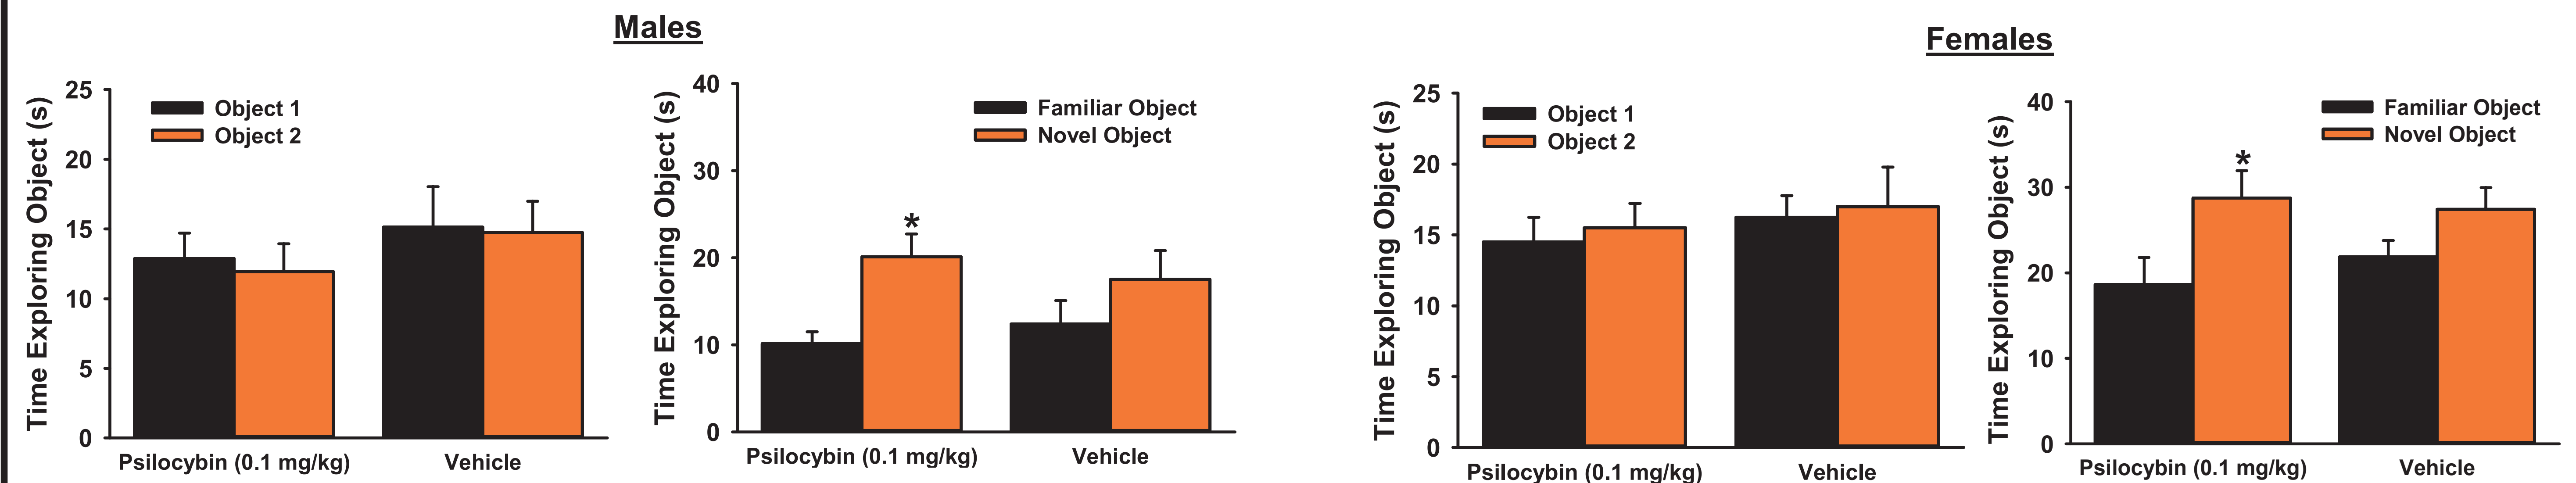 Males
Time Exploring Object (s)
25
20
15
10
5
0
Object 1
Object 2
Psilocybin (0.1 mg/kg)
Vehicle
Time Exploring Object (s)
40
30
20
10
0
Familiar Object
Novel Object
*
Psilocybin (0.1 mg/kg)
Vehicle
Females
Time Exploring Object (s)
25
20
15
10
5
0
Object 1
Object 2
Psilocybin (0.1 mg/kg)
Vehicle
Time Exploring Object (s)
40
30
20
10
0
Familiar Object
Novel Object
*
Psilocybin (0.1 mg/kg)
Vehicle